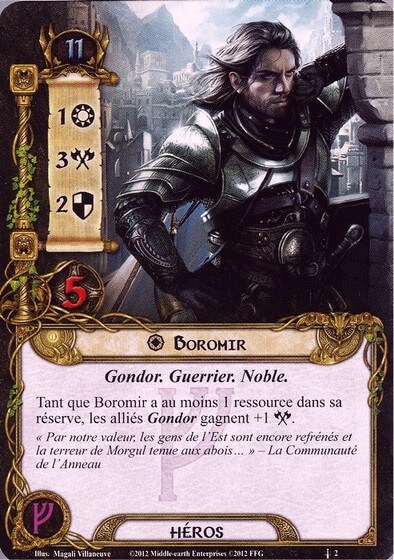 11
1
3
2
5
Boromir
Gondor. Guerrier. Noble.
Tant que Boromir a au moins 1 ressource dans sa
réserve, les alliés Gondor gagnent +1 .
« Par notre valeur, les gens de l'Est sont encore refrénés et
la terreur de Morgul tenue aux abois… » – La Communauté
de l'Anneau
HÉROS
Illus. Magali Villaneuve ©2012 Middle-earth Enterprises ©2012 FFG 2